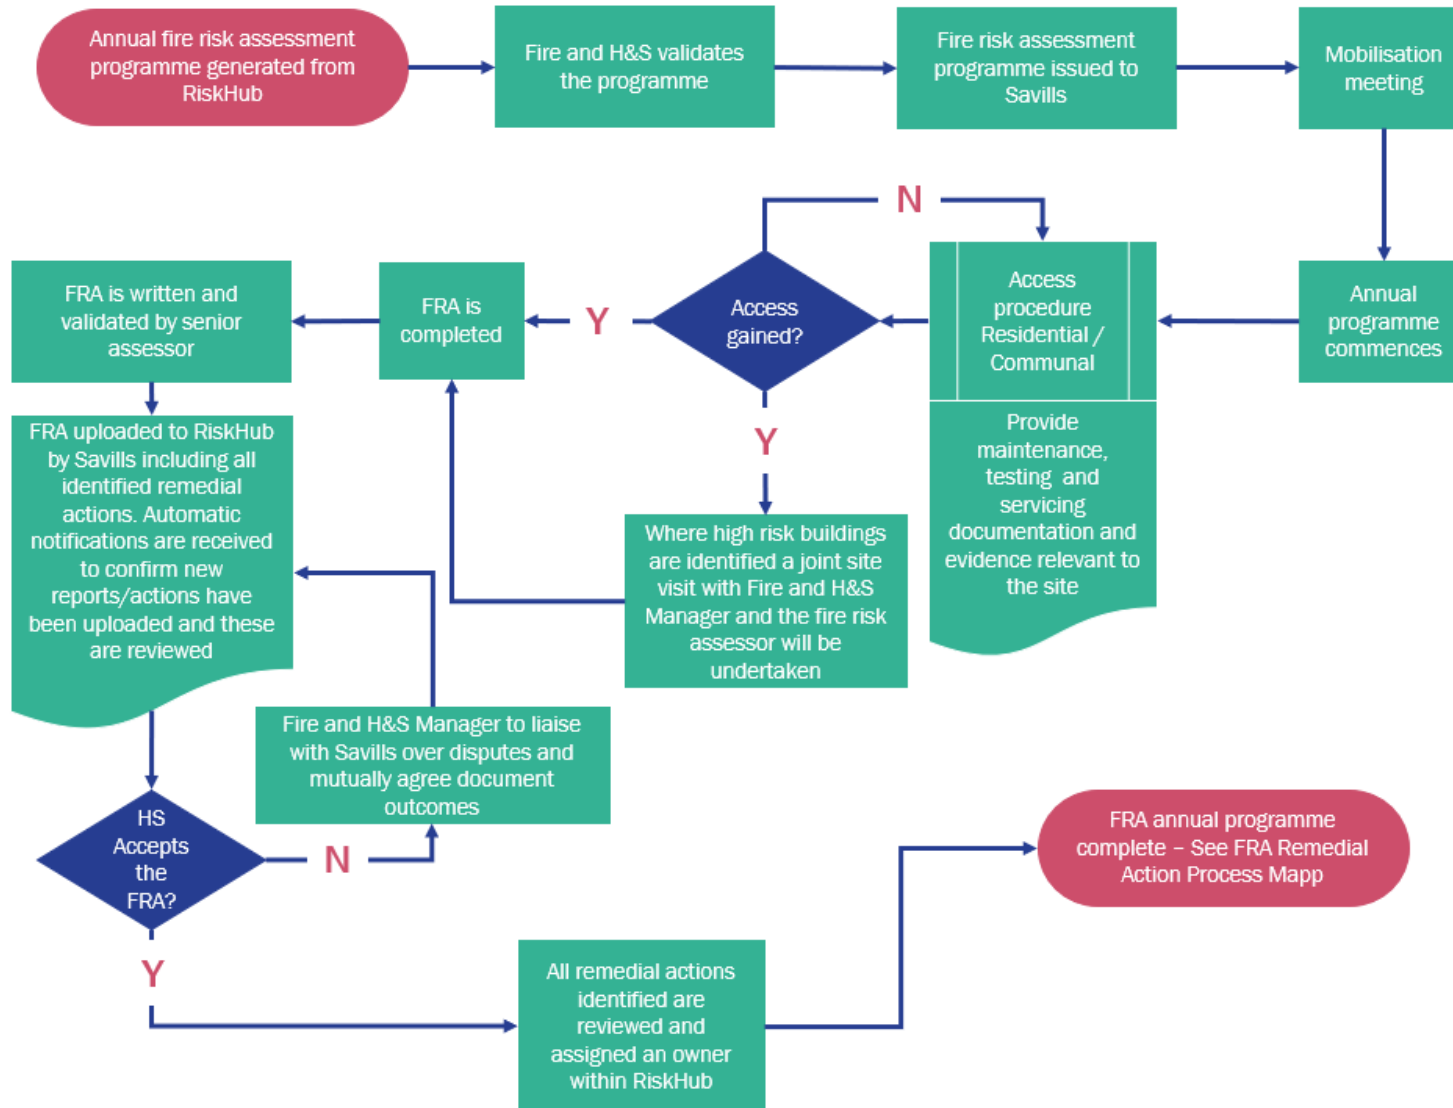 Annual fire risk assessment
programme generated from
RiskHub
Fire and H&S validates
the programme
Fire risk assessment
programme issued to
Savills
Mobilisation
meeting
N
FRA is written and
validated by senior
assessor
FRA is
completed
Y
Access
gained?
Access
procedure
Residential /
Communal
Annual
programme
commences
Y
Provide
maintenance,
testing and
servicing
documentation and
evidence relevant to
the site
FRA uploaded to RiskHub
by Savills including all
identified remedial
actions. Automatic
notifications are received
to confirm new
reports/actions have
been uploaded and these
are reviewed
Where high risk buildings
are identified a joint site
visit with Fire and H&S
Manager and the fire risk
assessor will be
undertaken
Fire and H&S Manager to liaise
with Savills over disputes and
mutually agree document
outcomes
HS
Accepts
the
FRA?
N
FRA annual programme
complete – See FRA Remedial
Action Process Mapp
Y
All remedial actions
identified are
reviewed and
assigned an owner
within RiskHub